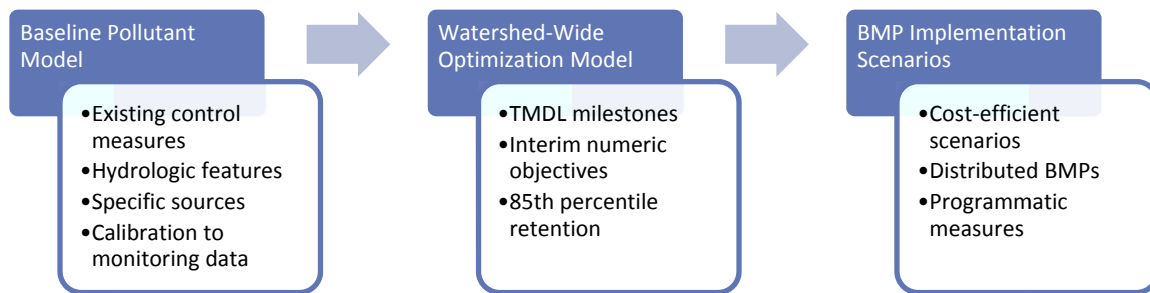 Baseline Pollutant
Model
•Existing control
measures
•Hydrologic features
•Specific sources
•Calibration to
monitoring data
Watershed-Wide
Optimization Model
•TMDL milestones
•Interim numeric
objectives
•85th percentile
retention
BMP Implementation
Scenarios
•Cost-efficient
scenarios
•Distributed BMPs
•Programmatic
measures